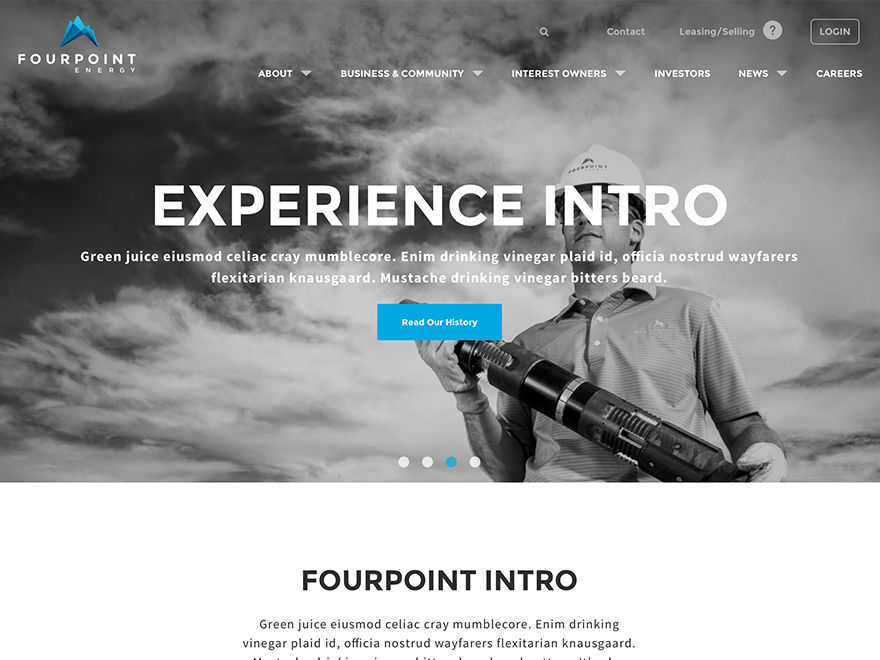 FOURPOINT
ENERGY
Contact
Leasing/Selling
?
LOGIN
ABOUT
BUSINESS & COMMUNITY
INTEREST OWNERS
INVESTORS
NEWS
CAREERS
FOURPOINT
EXPERIENCE INTRO
Green juice eiusmod celiac cray mumblecore. Enim drinking vinegar plaid id, officia nostrud wayfarers
flexitarian knausgaard. Mustache drinking vinegar bitters beard.
Read Our History
FOURPOINT INTRO
Green juice eiusmod celiac cray mumblecore. Enim drinking
vinegar plaid id, officia nostrud wayfarers flexitarian knausgaard.